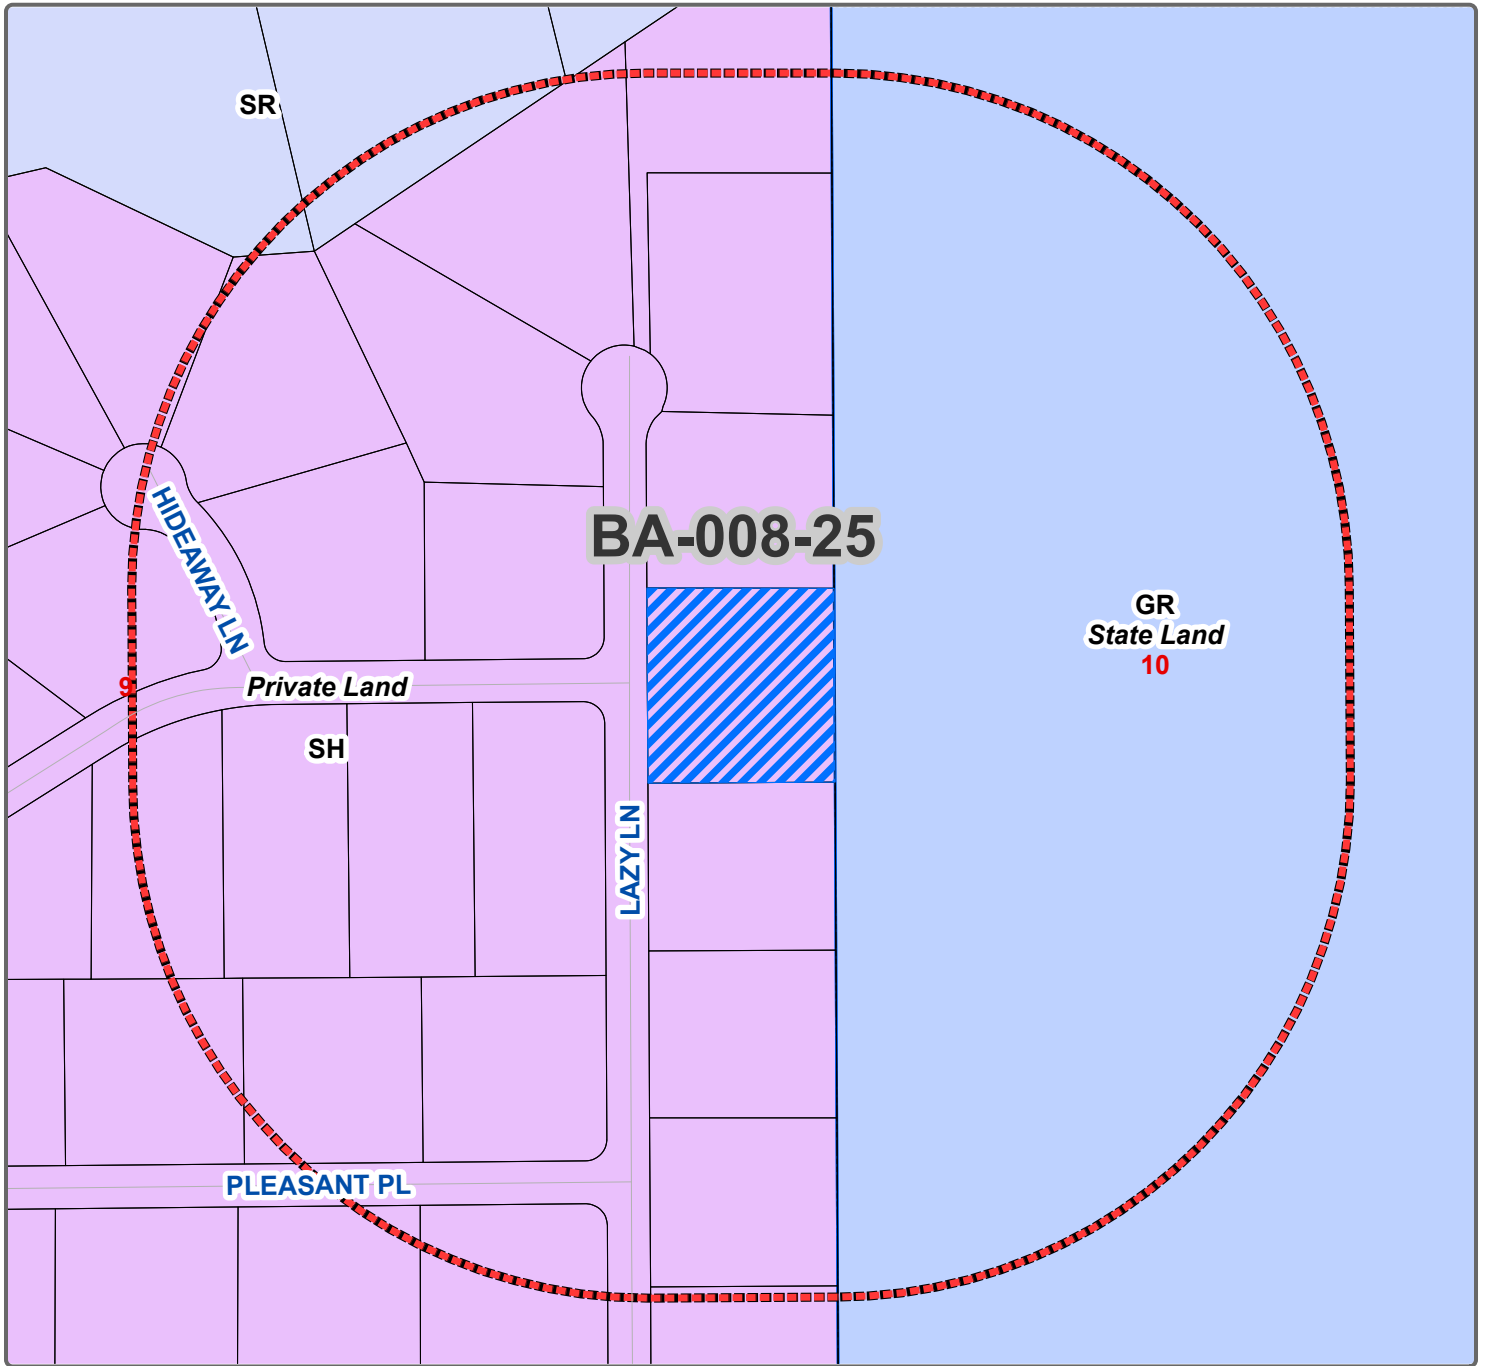 SR
HIDEAWAY LN
BA-008-25
GR
State Land
10
9
Private Land
SH
LAZY LN
PLEASANT PL